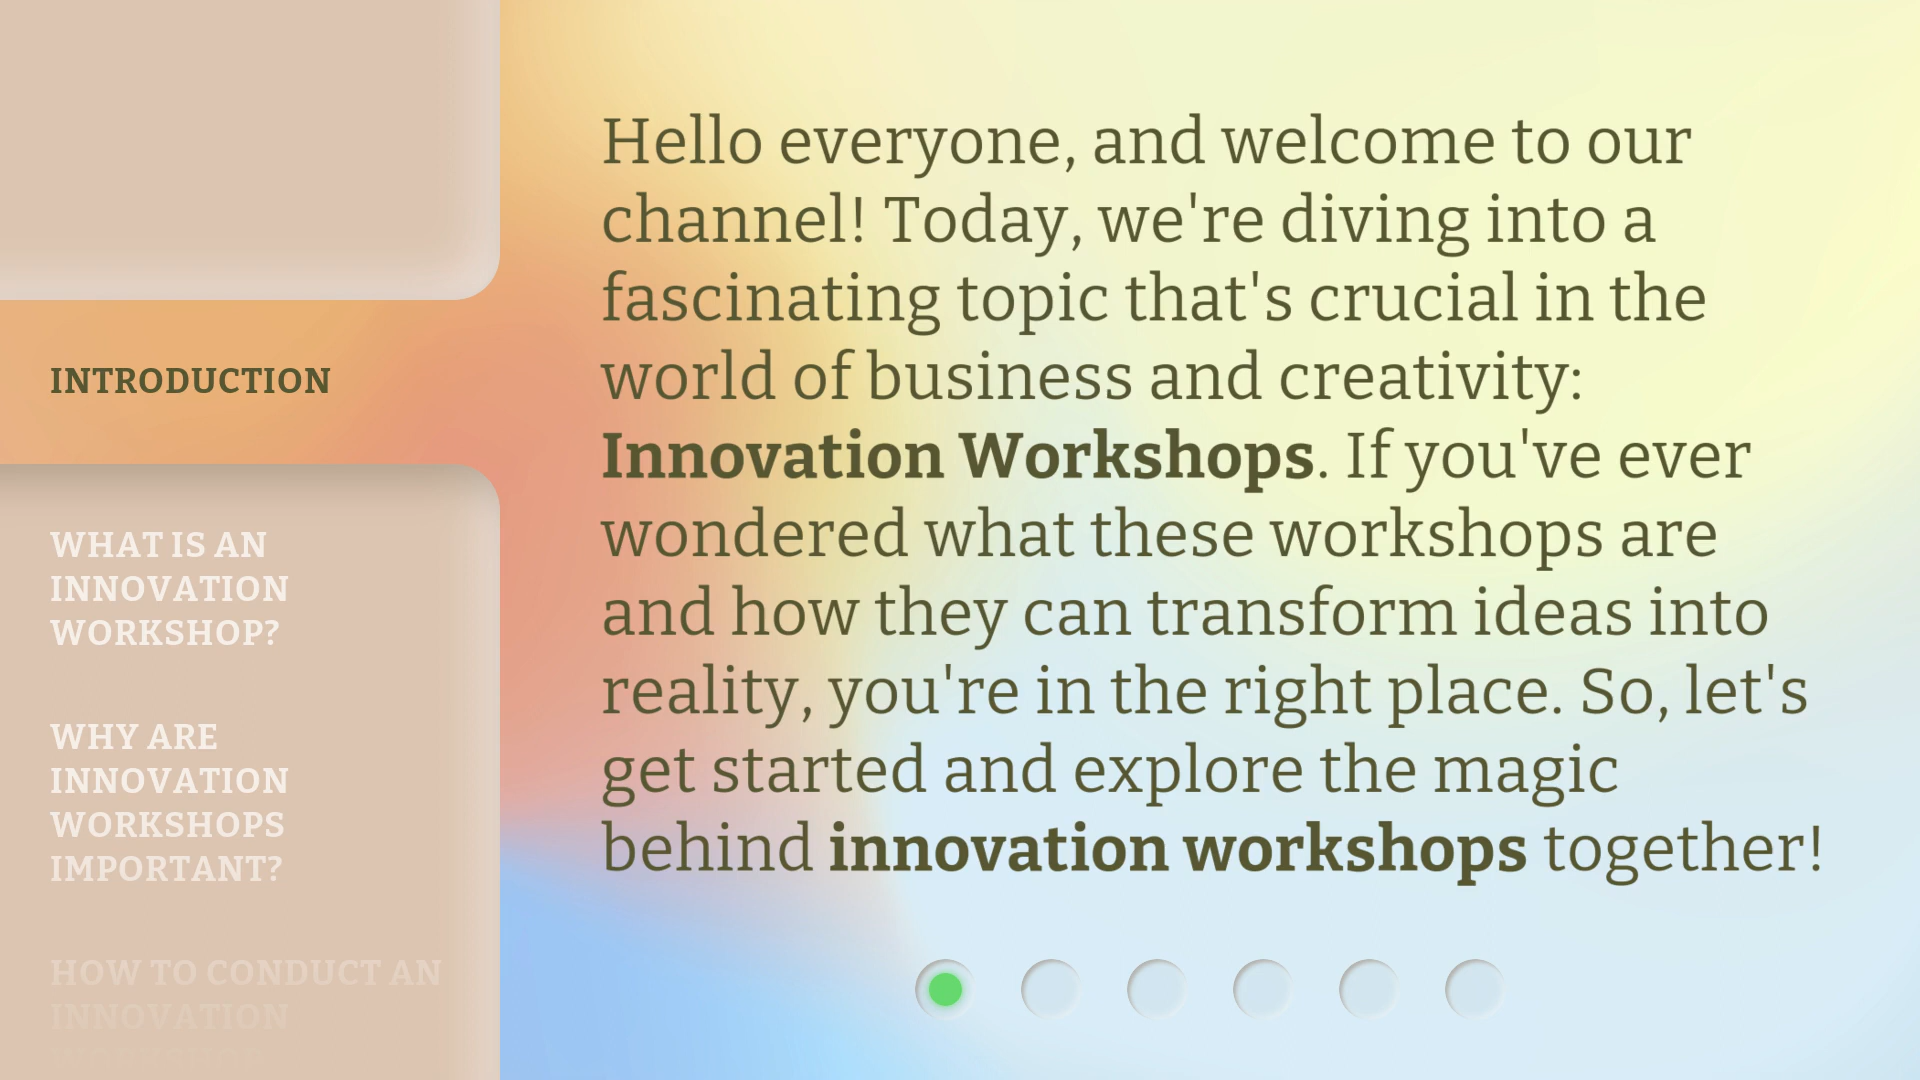 INTRODUCTION
WHAT IS AN
INNOVATION
WORKSHOP?
WHY ARE
INNOVATION
WORKSHOPS
IMPORTANT?
HOW TO CONDUCT AN
INNOVATION
Hello everyone, and welcome to our
channel! Today, we're diving into a
fascinating topic that's crucial in the
world of business and creativity:
Innovation Workshops. If you've ever
wondered what these workshops are
and how they can transform ideas into
reality, you're in the right place. So, let's
get started and explore the magic
behind innovation workshops together!